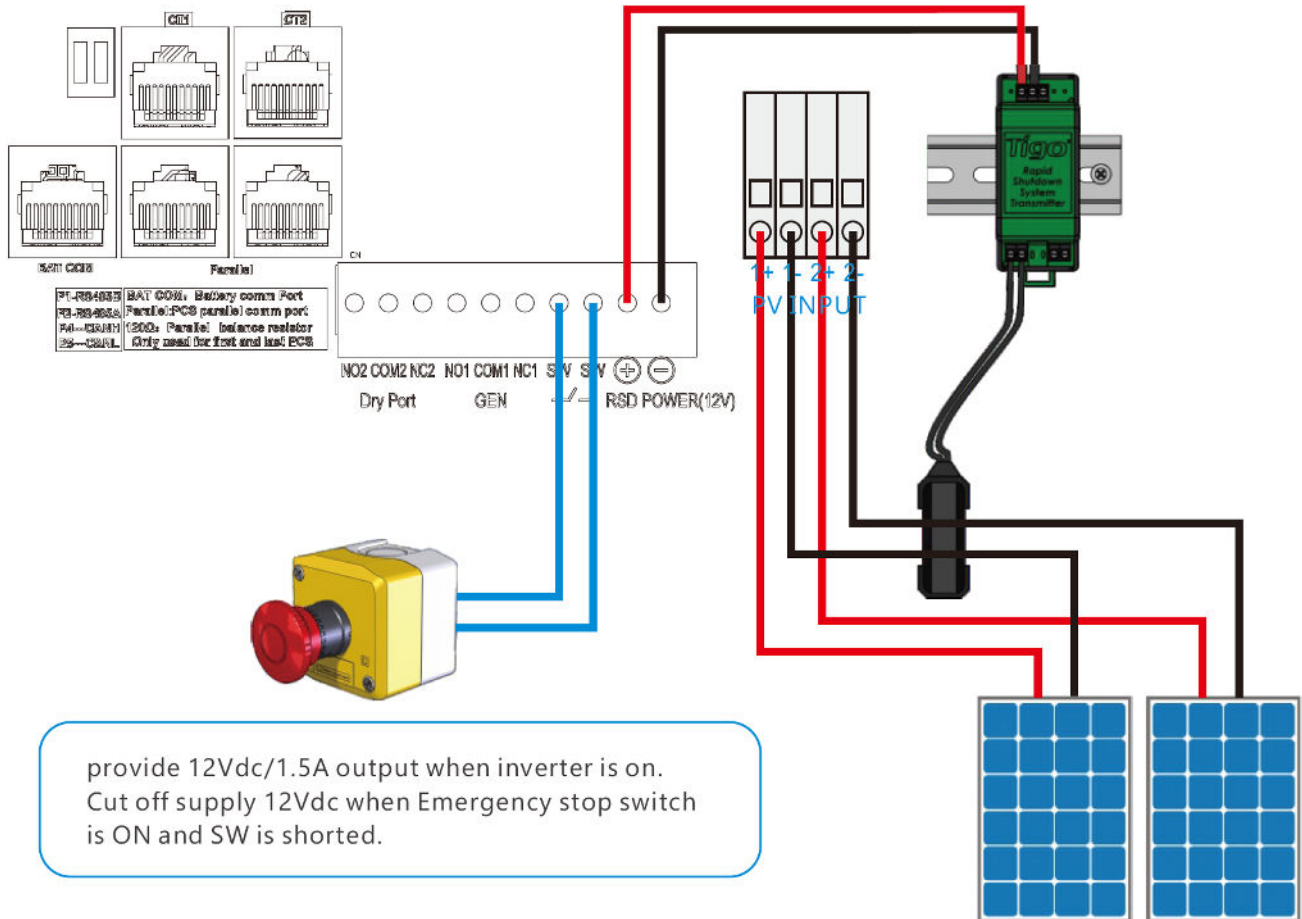 CT1
CT2
BAT COM
Parallel
P1-RS485B
P2-RS485A
P4---CANH
P5---CANL
BAT COM: Battery comm Port
Parallel:PCS parallel comm port
120Ω: Parallel balance resistor
Only used for first and last PCS
CN
NO2 COM2 NC2 NO1 COM1 NC1 SW SW + −
Dry Port GEN RSD POWER(12V)
1+ 1- 2+ 2-
PV INPUT
Tigo
Rapid
Shutdown
System
Transmitter
provide 12Vdc/1.5A output when inverter is on.
Cut off supply 12Vdc when Emergency stop switch
is ON and SW is shorted.